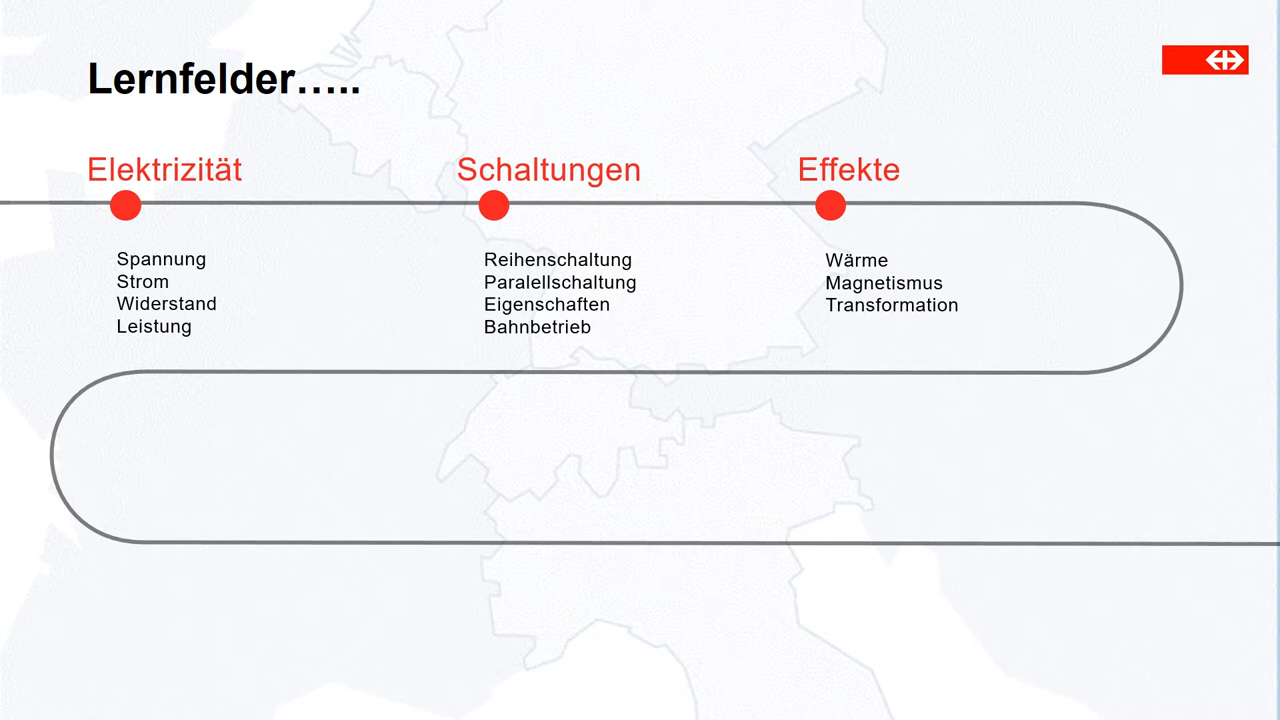 Lernfelder…..
Elektrizität
Spannung
Strom
Widerstand
Leistung
Schaltungen
Reihenschaltung
Paralellschaltung
Eigenschaften
Bahnbetrieb
Effekte
Wärme
Magnetismus
Transformation